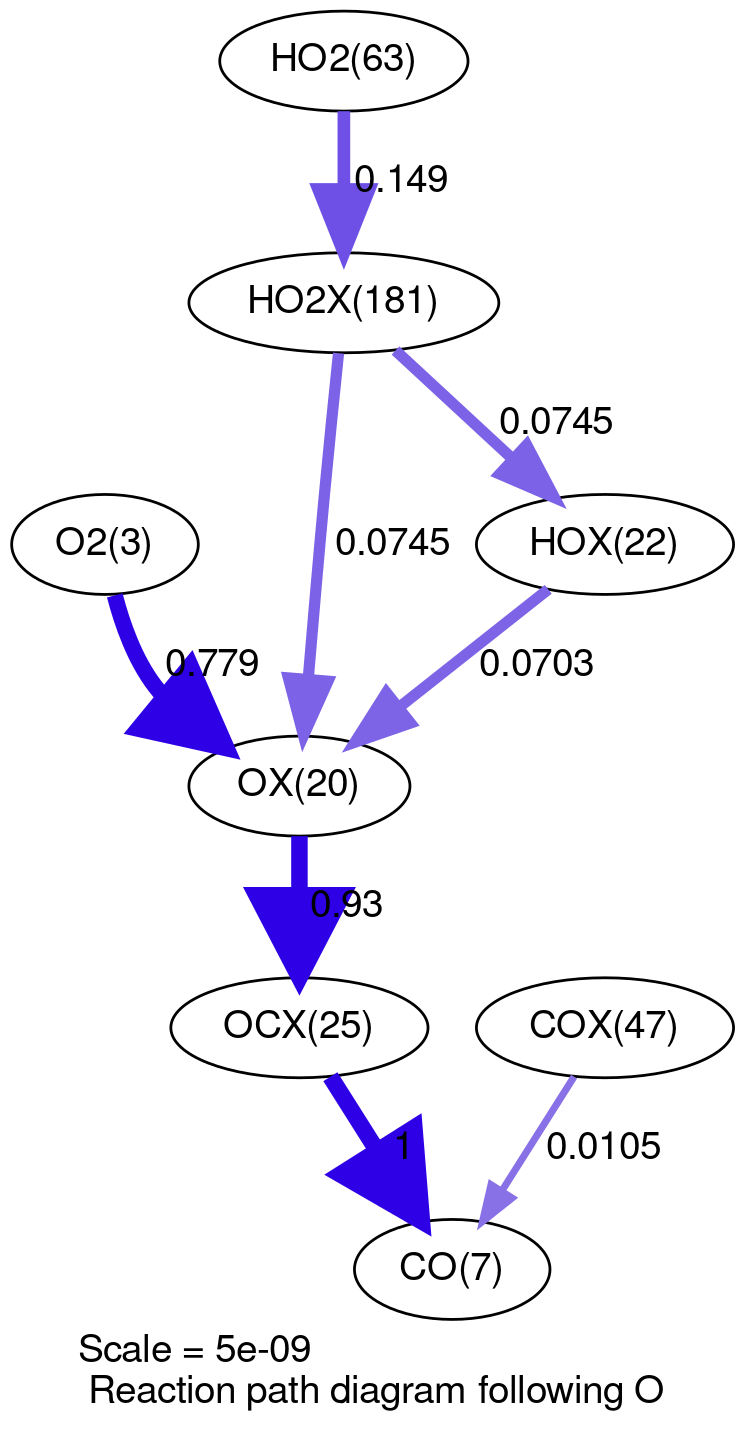 HO2(63)
0.149
HO2X(181)
0.0745
O2(3)
0.0745
HOX(22)
0.779
0.0703
OX(20)
0.93
OCX(25)
COX(47)
1
0.0105
CO(7)
Scale = 5e-09
Reaction path diagram following O